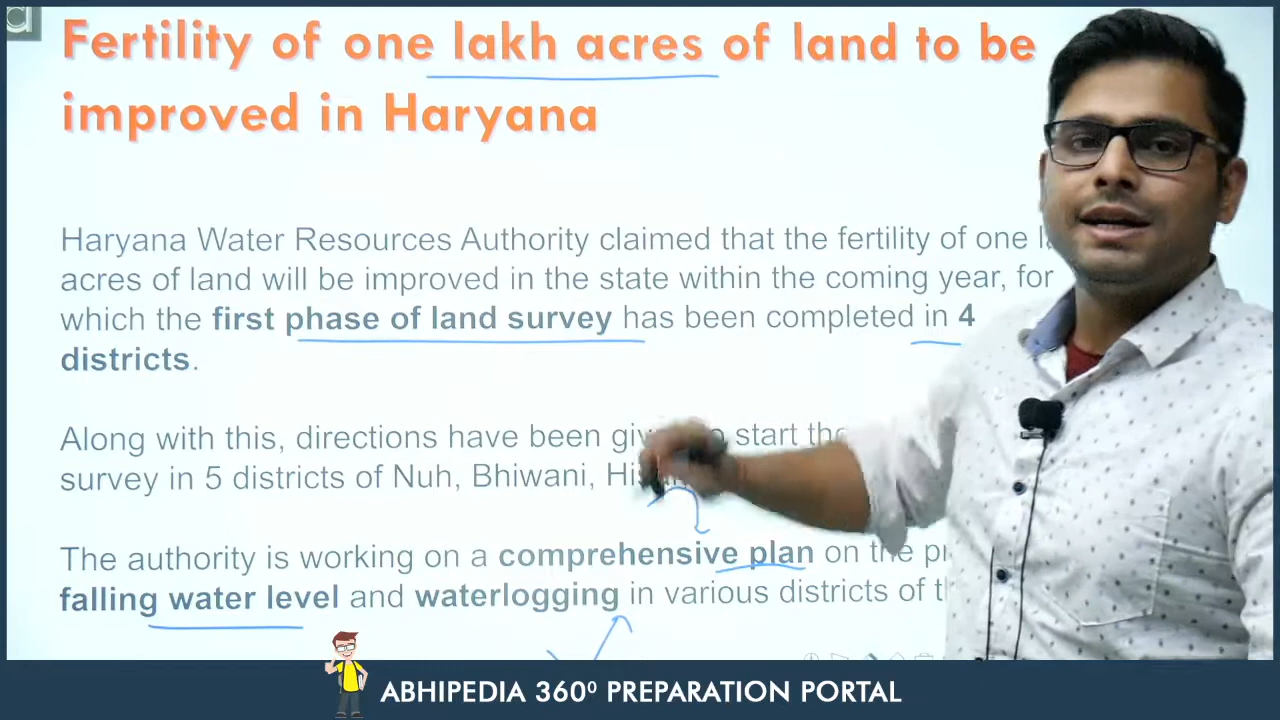 Fertility of one lakh acres of land to be
improved in Haryana
Haryana Water Resources Authority claimed that the fertility of one
acres of land will be improved in the state within the coming year, for
which the first phase of land survey has been completed in 4
districts.
Along with this, directions have been start
survey in 5 districts of Nuh, Bhiwani,
The authority is working on a comprehensive plan on the
falling water level and waterlogging in various districts of
ABHIPEDIA 360⁰ PREPARATION PORTAL